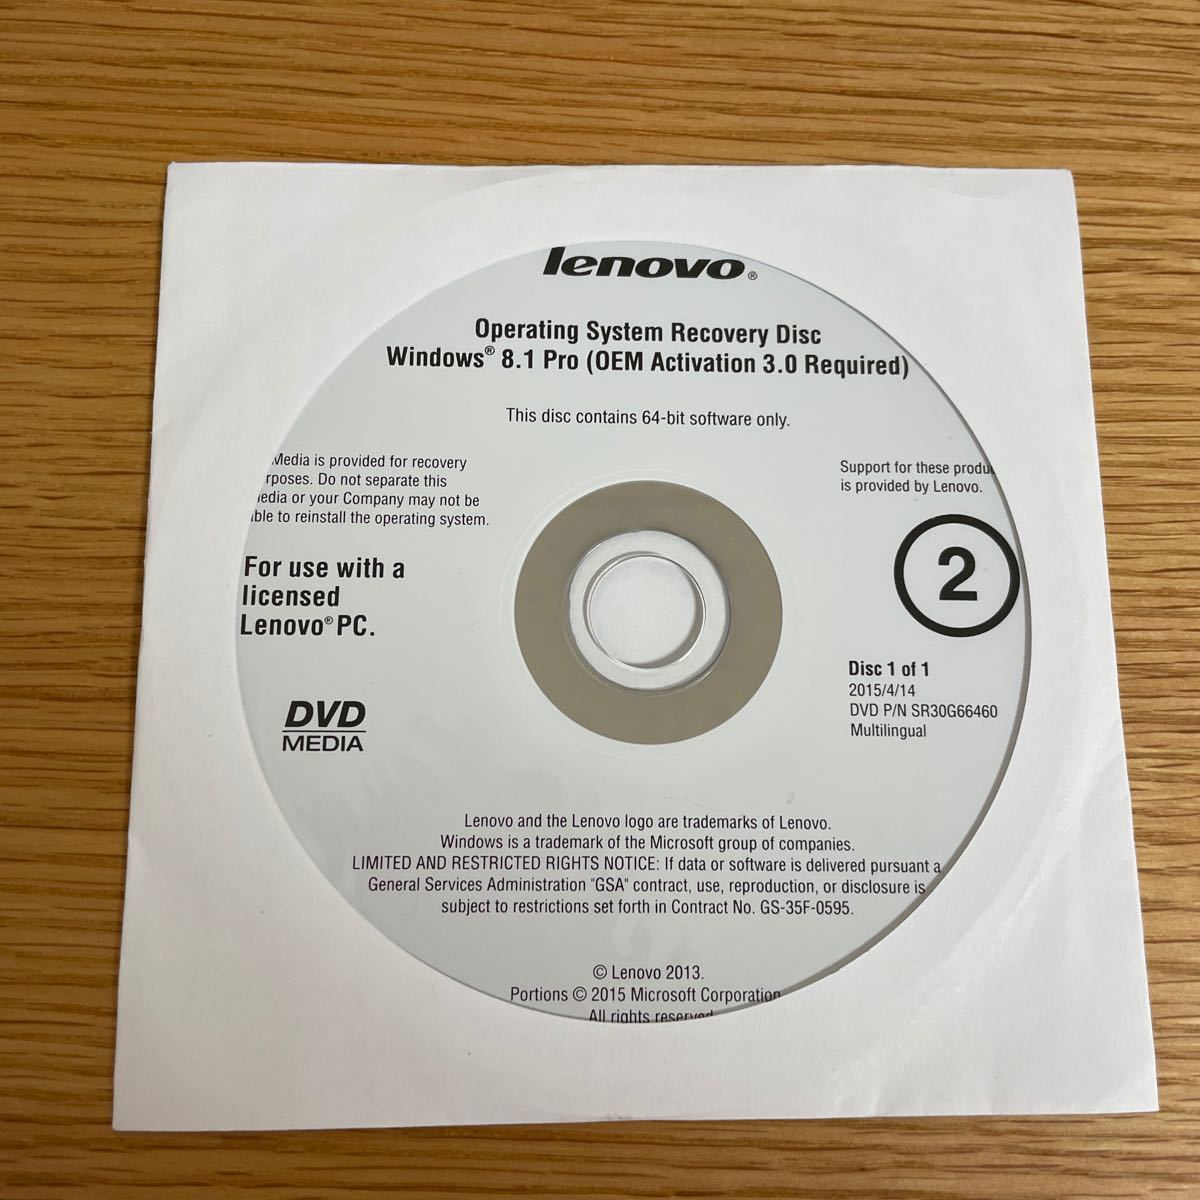 lenovo®
Operating System Recovery Disc
Windows® 8.1 Pro (OEM Activation 3.0 Required)
This disc contains 64-bit software only.
Media is provided for recovery
rposes. Do not separate this
edia or your Company may not be
ble to reinstall the operating system.
For use with a
licensed
Lenovo® PC.
DVD
MEDIA
Support for these produ
is provided by Lenovo.
2
Disc 1 of 1
2015/4/14
DVD P/N SR30G66460
Multilingual
Lenovo and the Lenovo logo are trademarks of Lenovo.
Windows is a trademark of the Microsoft group of companies.
LIMITED AND RESTRICTED RIGHTS NOTICE: If data or software is delivered pursuant a
General Services Administration "GSA" contract, use, reproduction, or disclosure is
subject to restrictions set forth in Contract No. GS-35F-0595.
© Lenovo 2013.
Portions © 2015 Microsoft Corporation
All rights reserved